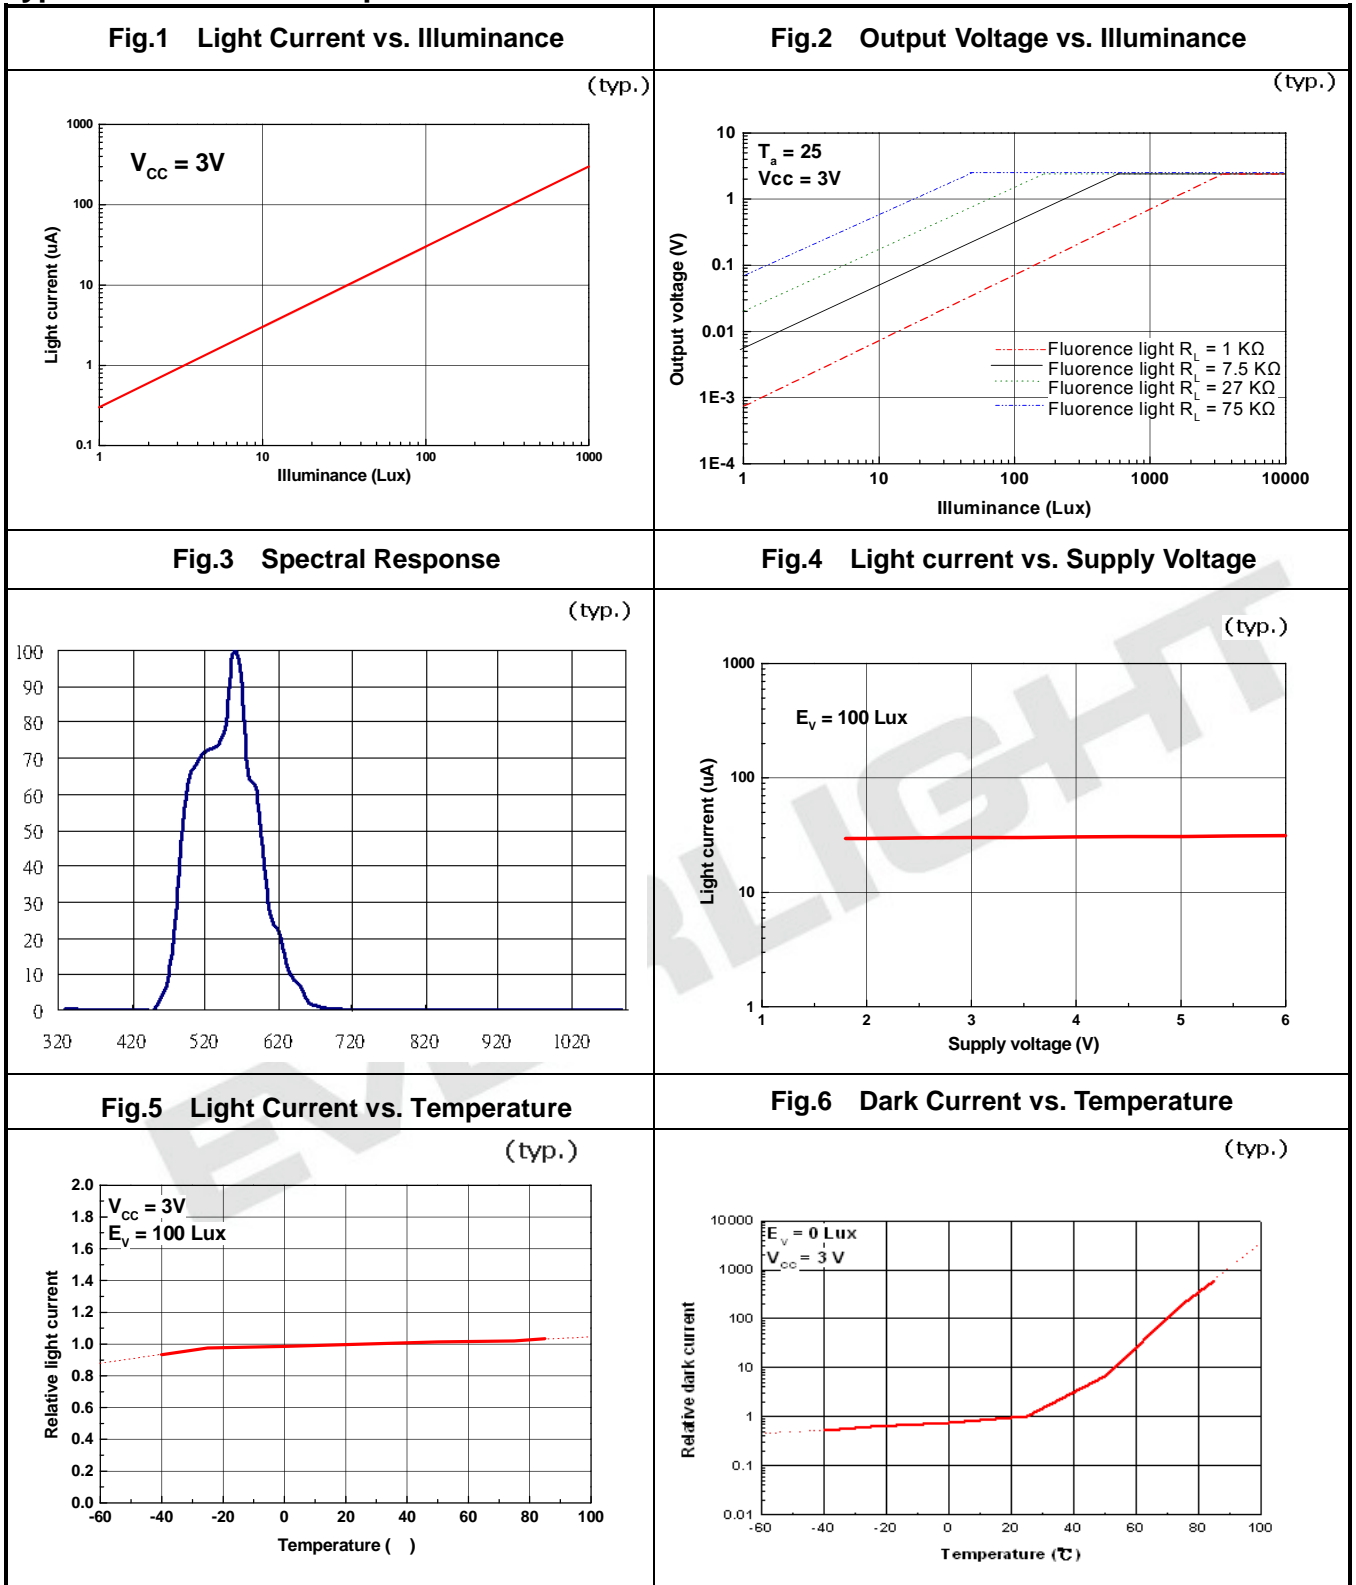 Fig.1 Light Current vs. Illuminance
Fig.2 Output Voltage vs. Illuminance
(typ.)
1000
100
10
1
0.1
VCC = 3V
Light current (uA)
1 10 100 1000
Illuminance (Lux)
(typ.)
10
1
0.1
0.01
1E-3
1E-4
Ta = 25
Vcc = 3V
Output voltage (V)
Fluorence light RL = 1 KΩ
Fluorence light RL = 7.5 KΩ
Fluorence light RL = 27 KΩ
Fluorence light RL = 75 KΩ
1 10 100 1000 10000
Illuminance (Lux)
Fig.3 Spectral Response
Fig.4 Light current vs. Supply Voltage
(typ.)
100
90
80
70
60
50
40
30
20
10
0
320 420 520 620 720 820 920 1020
(typ.)
1000
100
10
1
EV = 100 Lux
Light current (uA)
1 2 3 4 5 6
Supply voltage (V)
EVERLIGHT
Fig.5 Light Current vs. Temperature
Fig.6 Dark Current vs. Temperature
(typ.)
2.0
1.8
1.6
1.4
1.2
1.0
0.8
0.6
0.4
0.2
0.0
VCC = 3V
EV = 100 Lux
Relative light current
-60 -40 -20 0 20 40 60 80 100
Temperature ( )
(typ.)
10000
1000
100
10
1
0.1
0.01
EV = 0 Lux
Vcc = 3 V
Relative dark current
-60 -40 -20 0 20 40 60 80 100
Temperature (℃)